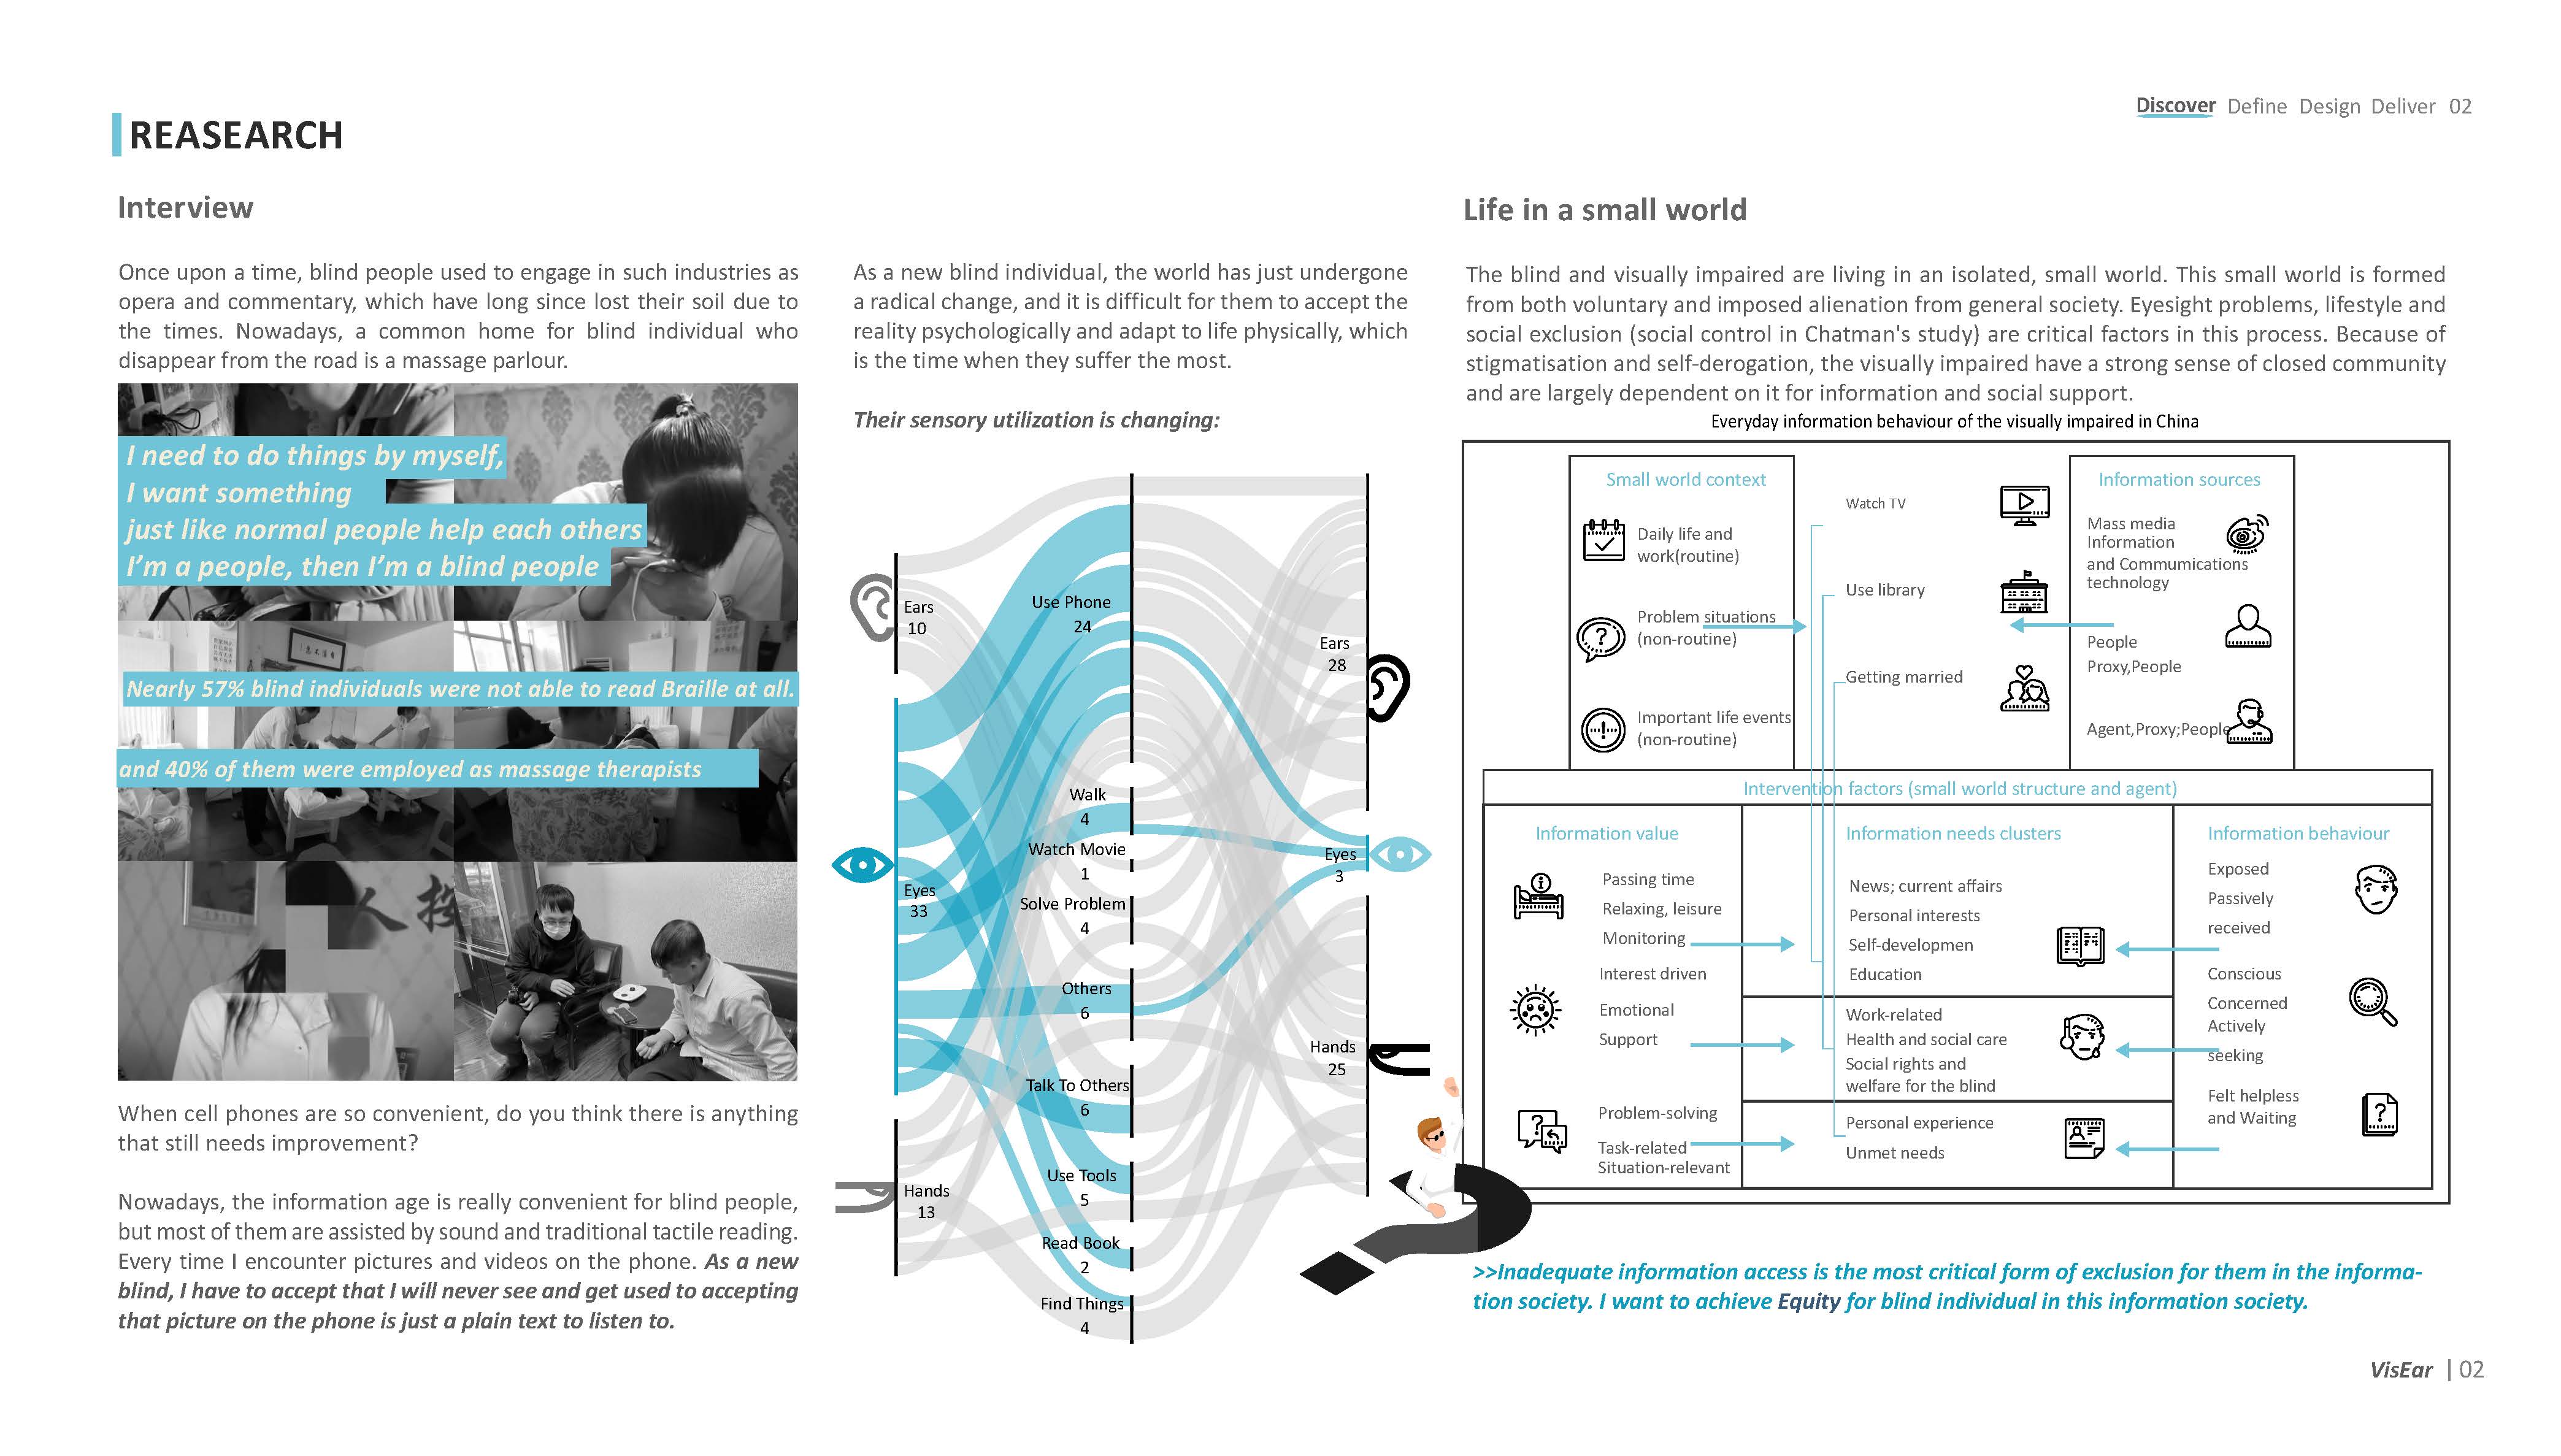 Discover Define Design Deliver 02
REASEARCH
Interview
Once upon a time, blind people used to engage in such industries as
opera and commentary, which have long since lost their soil due to
the times. Nowadays, a common home for blind individual who
disappear from the road is a massage parlour.
I need to do things by myself,
I want something
just like normal people help each others
I'm a people, then I'm a blind people
Nearly 57% blind individuals were not able to read Braille at all.
and 40% of them were employed as massage therapists
When cell phones are so convenient, do you think there is anything
that still needs improvement?
Nowadays, the information age is really convenient for blind people,
but most of them are assisted by sound and traditional tactile reading.
Every time I encounter pictures and videos on the phone. As a new
blind, I have to accept that I will never see and get used to accepting
that picture on the phone is just a plain text to listen to.
As a new blind individual, the world has just undergone
a radical change, and it is difficult for them to accept the
reality psychologically and adapt to life physically, which
is the time when they suffer the most.
Their sensory utilization is changing:
Ears
10
Eyes
33
Hands
13
Use Phone
24
Walk
4
Watch Movie
1
Solve Problem
4
Others
6
Talk To Others
6
Use Tools
5
Read Book
2
Find Things
4
Ears
28
Eyes
3
Hands
25
Life in a small world
The blind and visually impaired are living in an isolated, small world. This small world is formed
from both voluntary and imposed alienation from general society. Eyesight problems, lifestyle and
social exclusion (social control in Chatman's study) are critical factors in this process. Because of
stigmatisation and self-derogation, the visually impaired have a strong sense of closed community
and are largely dependent on it for information and social support.
Everyday information behaviour of the visually impaired in China
Small world context
Daily life and
work(routine)
Problem situations
(non-routine)
Important life events
(non-routine)
Watch TV
Use library
Getting married
Information sources
Mass media
Information
and Commumications
technology
People
Proxy,People
Agent,Proxy;People
Intervention factors (small world structure and agent)
Information value
Passing time
Relaxing, leisure
Monitoring
Interest driven
Emotional
Support
Problem-solving
Task-related
Situation-relevant
Information needs clusters
News; current affairs
Personal interests
Self-developmen
Education
Work-related
Health and social care
Social rights and
welfare for the blind
Personal experience
Unmet needs
Information behaviour
Exposed
Passively
received
Conscious
Concerned
Actively
seeking
Felt helpless
and Waiting
>>Inadequate information access is the most critical form of exclusion for them in the informa-
tion society. I want to achieve Equity for blind individual in this information society.
VisEar | 02